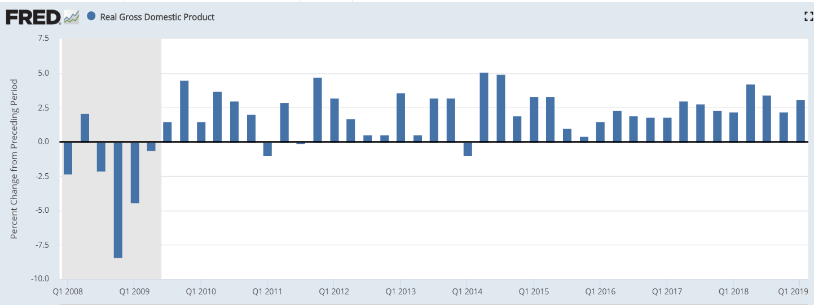 FRED
Real Gross Domestic Product
Percent Change from Preceding Period
7.5
5.0
2.5
0.0
-2.5
-5.0
-7.5
-10.0
Q1 2008
Q1 2009
Q1 2010
Q1 2011
Q1 2012
Q1 2013
Q1 2014
Q1 2015
Q1 2016
Q1 2017
Q1 2018
Q1 2019